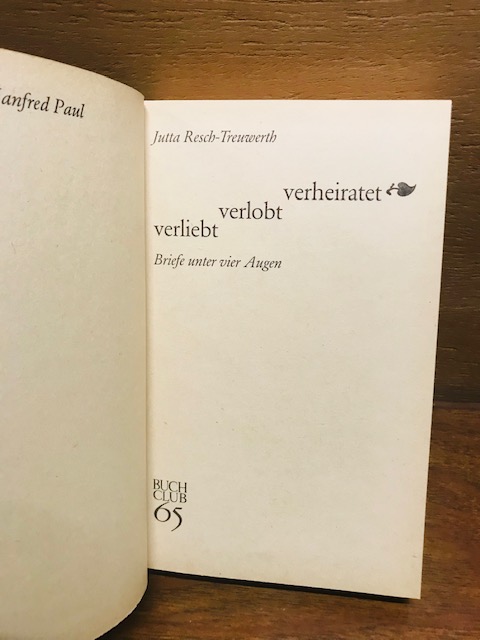 anfred Paul
Jutta Resch-Treuwerth
verheiratet
verlobt
verliebt
Briefe unter vier Augen
BUCH
CLUB
65